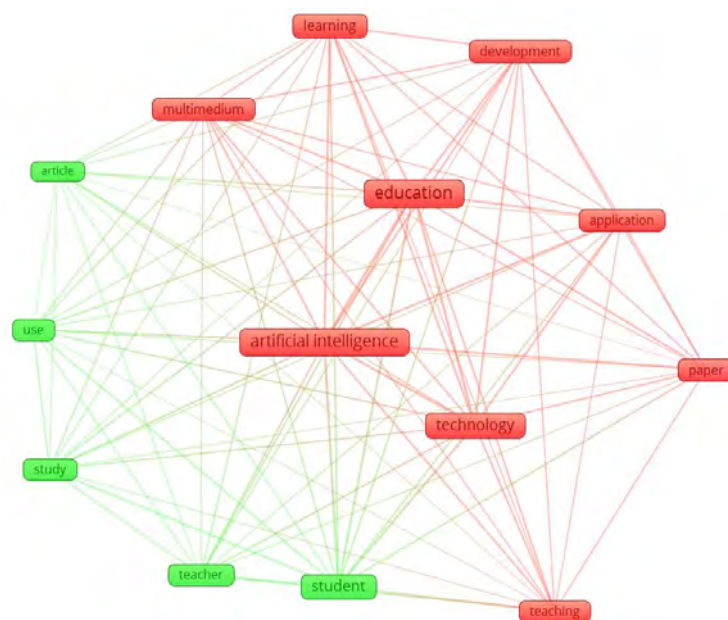 learning
development
multimedium
article
education
application
use
artificial intelligence
paper
technology
study
teacher
student
teaching